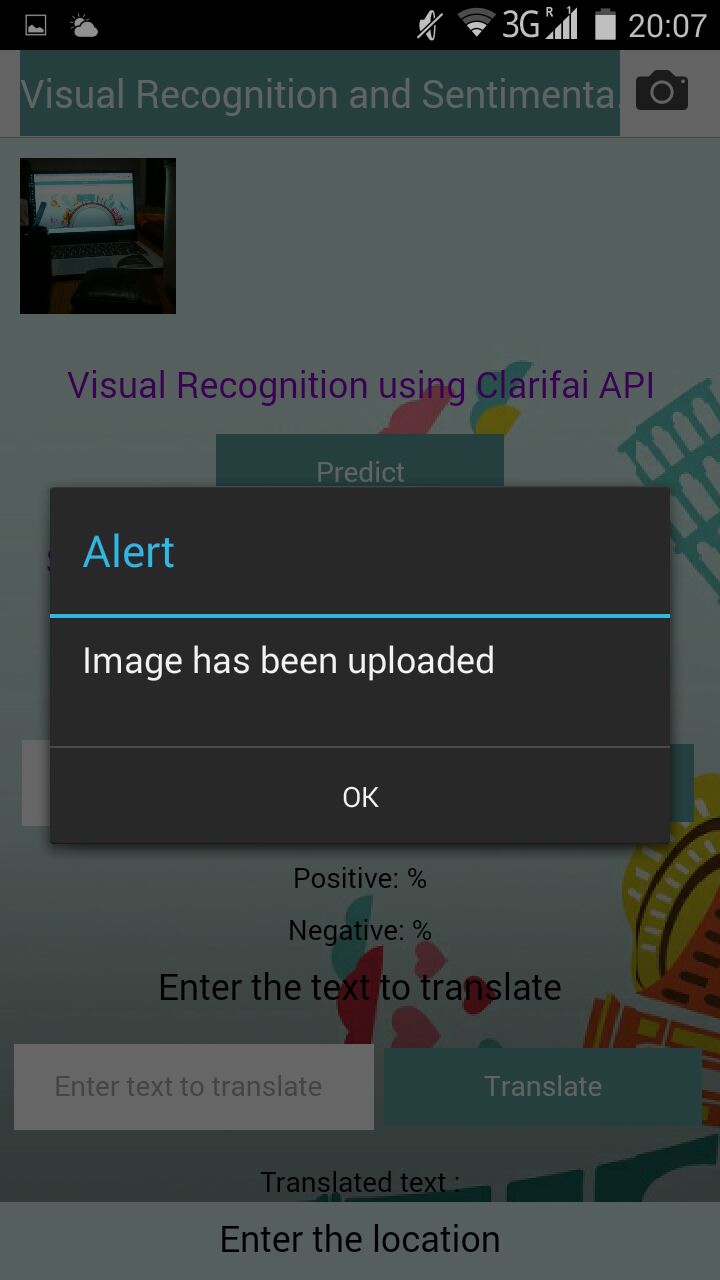 3G R 1 20:07
Visual Recognition and Sentimenta.
Visual Recognition using Clarifai API
Predict
Alert
Image has been uploaded
OK
Positive: %
Negative: %
Enter the text to translate
Enter text to translate
Translate
Translated text :
Enter the location